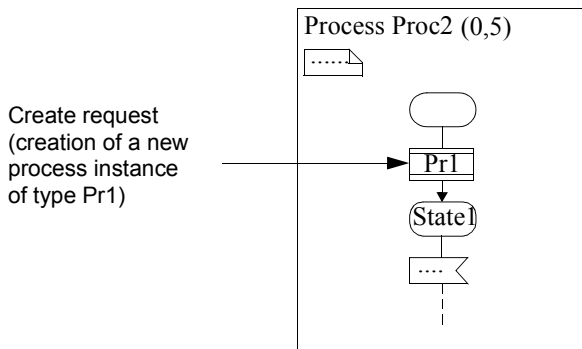 Process Proc2 (0,5)
......
Create request
(creation of a new
process instance
of type Pr1)
Pr1
State1
....